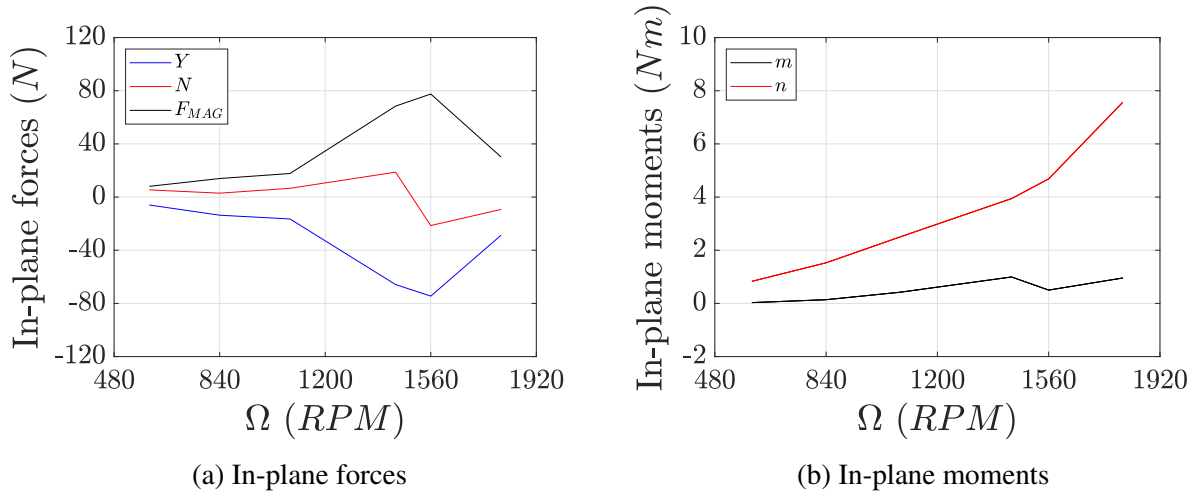 In-plane forces (N)
120
80
40
0
-40
-80
-120
Y
N
F_MAG
480 840 1200 1560 1920
Ω (RPM)
(a) In-plane forces
In-plane moments (Nm)
10
8
6
4
2
0
-2
m
n
480 840 1200 1560 1920
Ω (RPM)
(b) In-plane moments